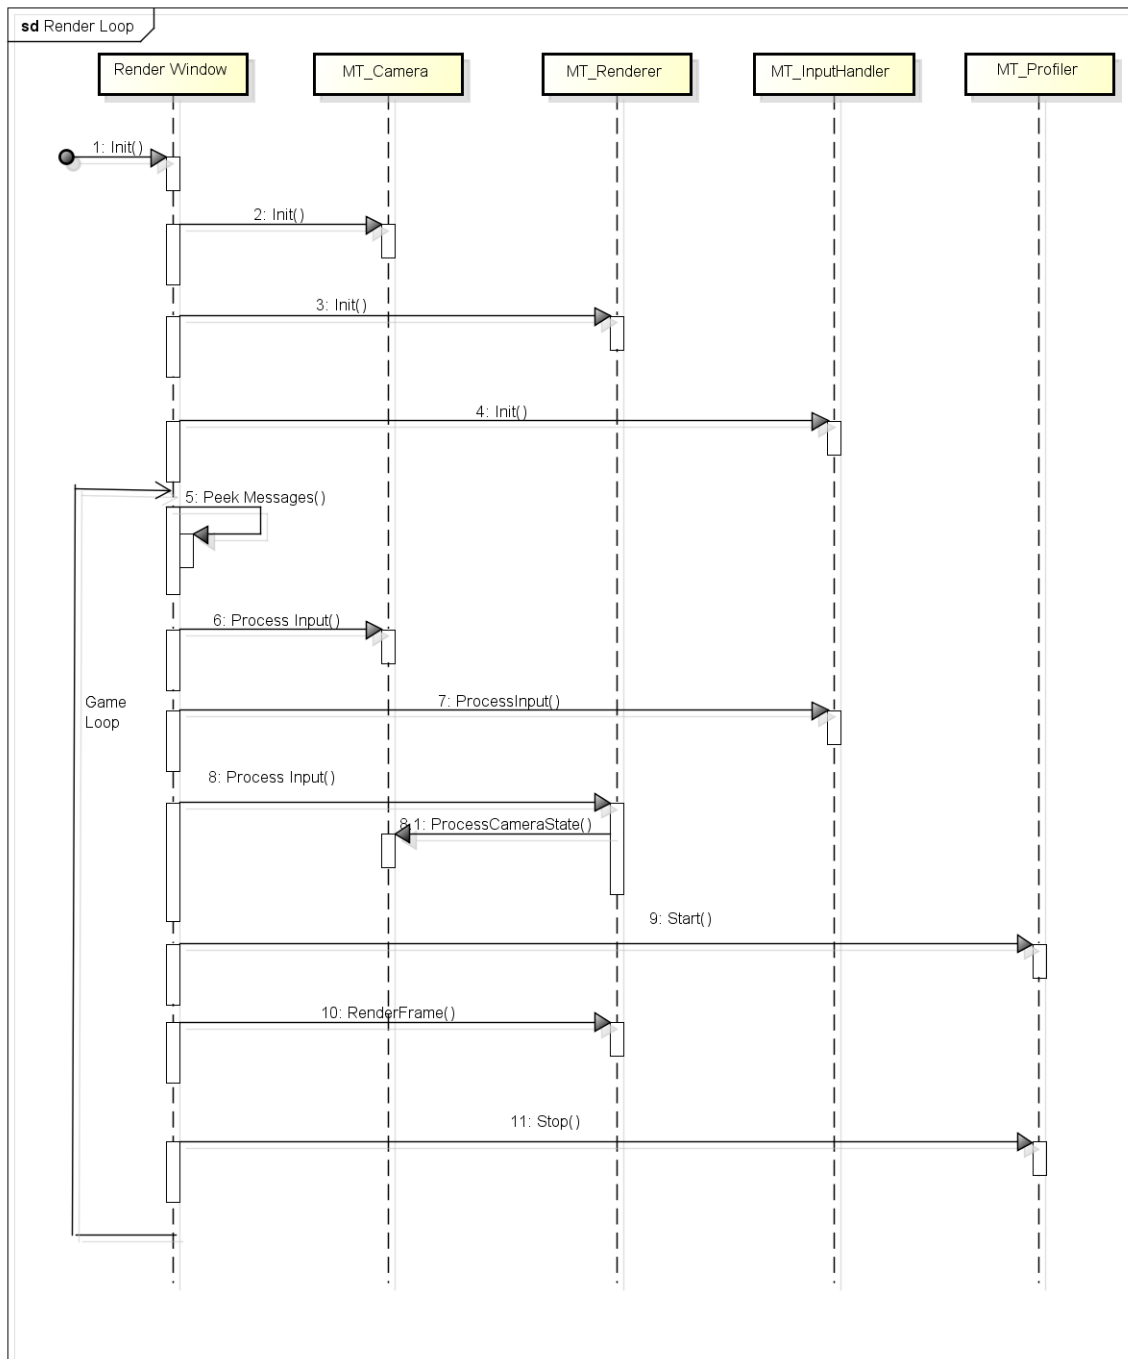 sd Render Loop
Render Window
MT_Camera
MT_Renderer
MT_InputHandler
MT_Profiler
1: Init()
2: Init()
3: Init()
4: Init()
5: Peek Messages()
6: Process Input()
Game
Loop
7: ProcessInput()
8: Process Input()
8.1: ProcessCameraState()
9: Start()
10: RenderFrame()
11: Stop()